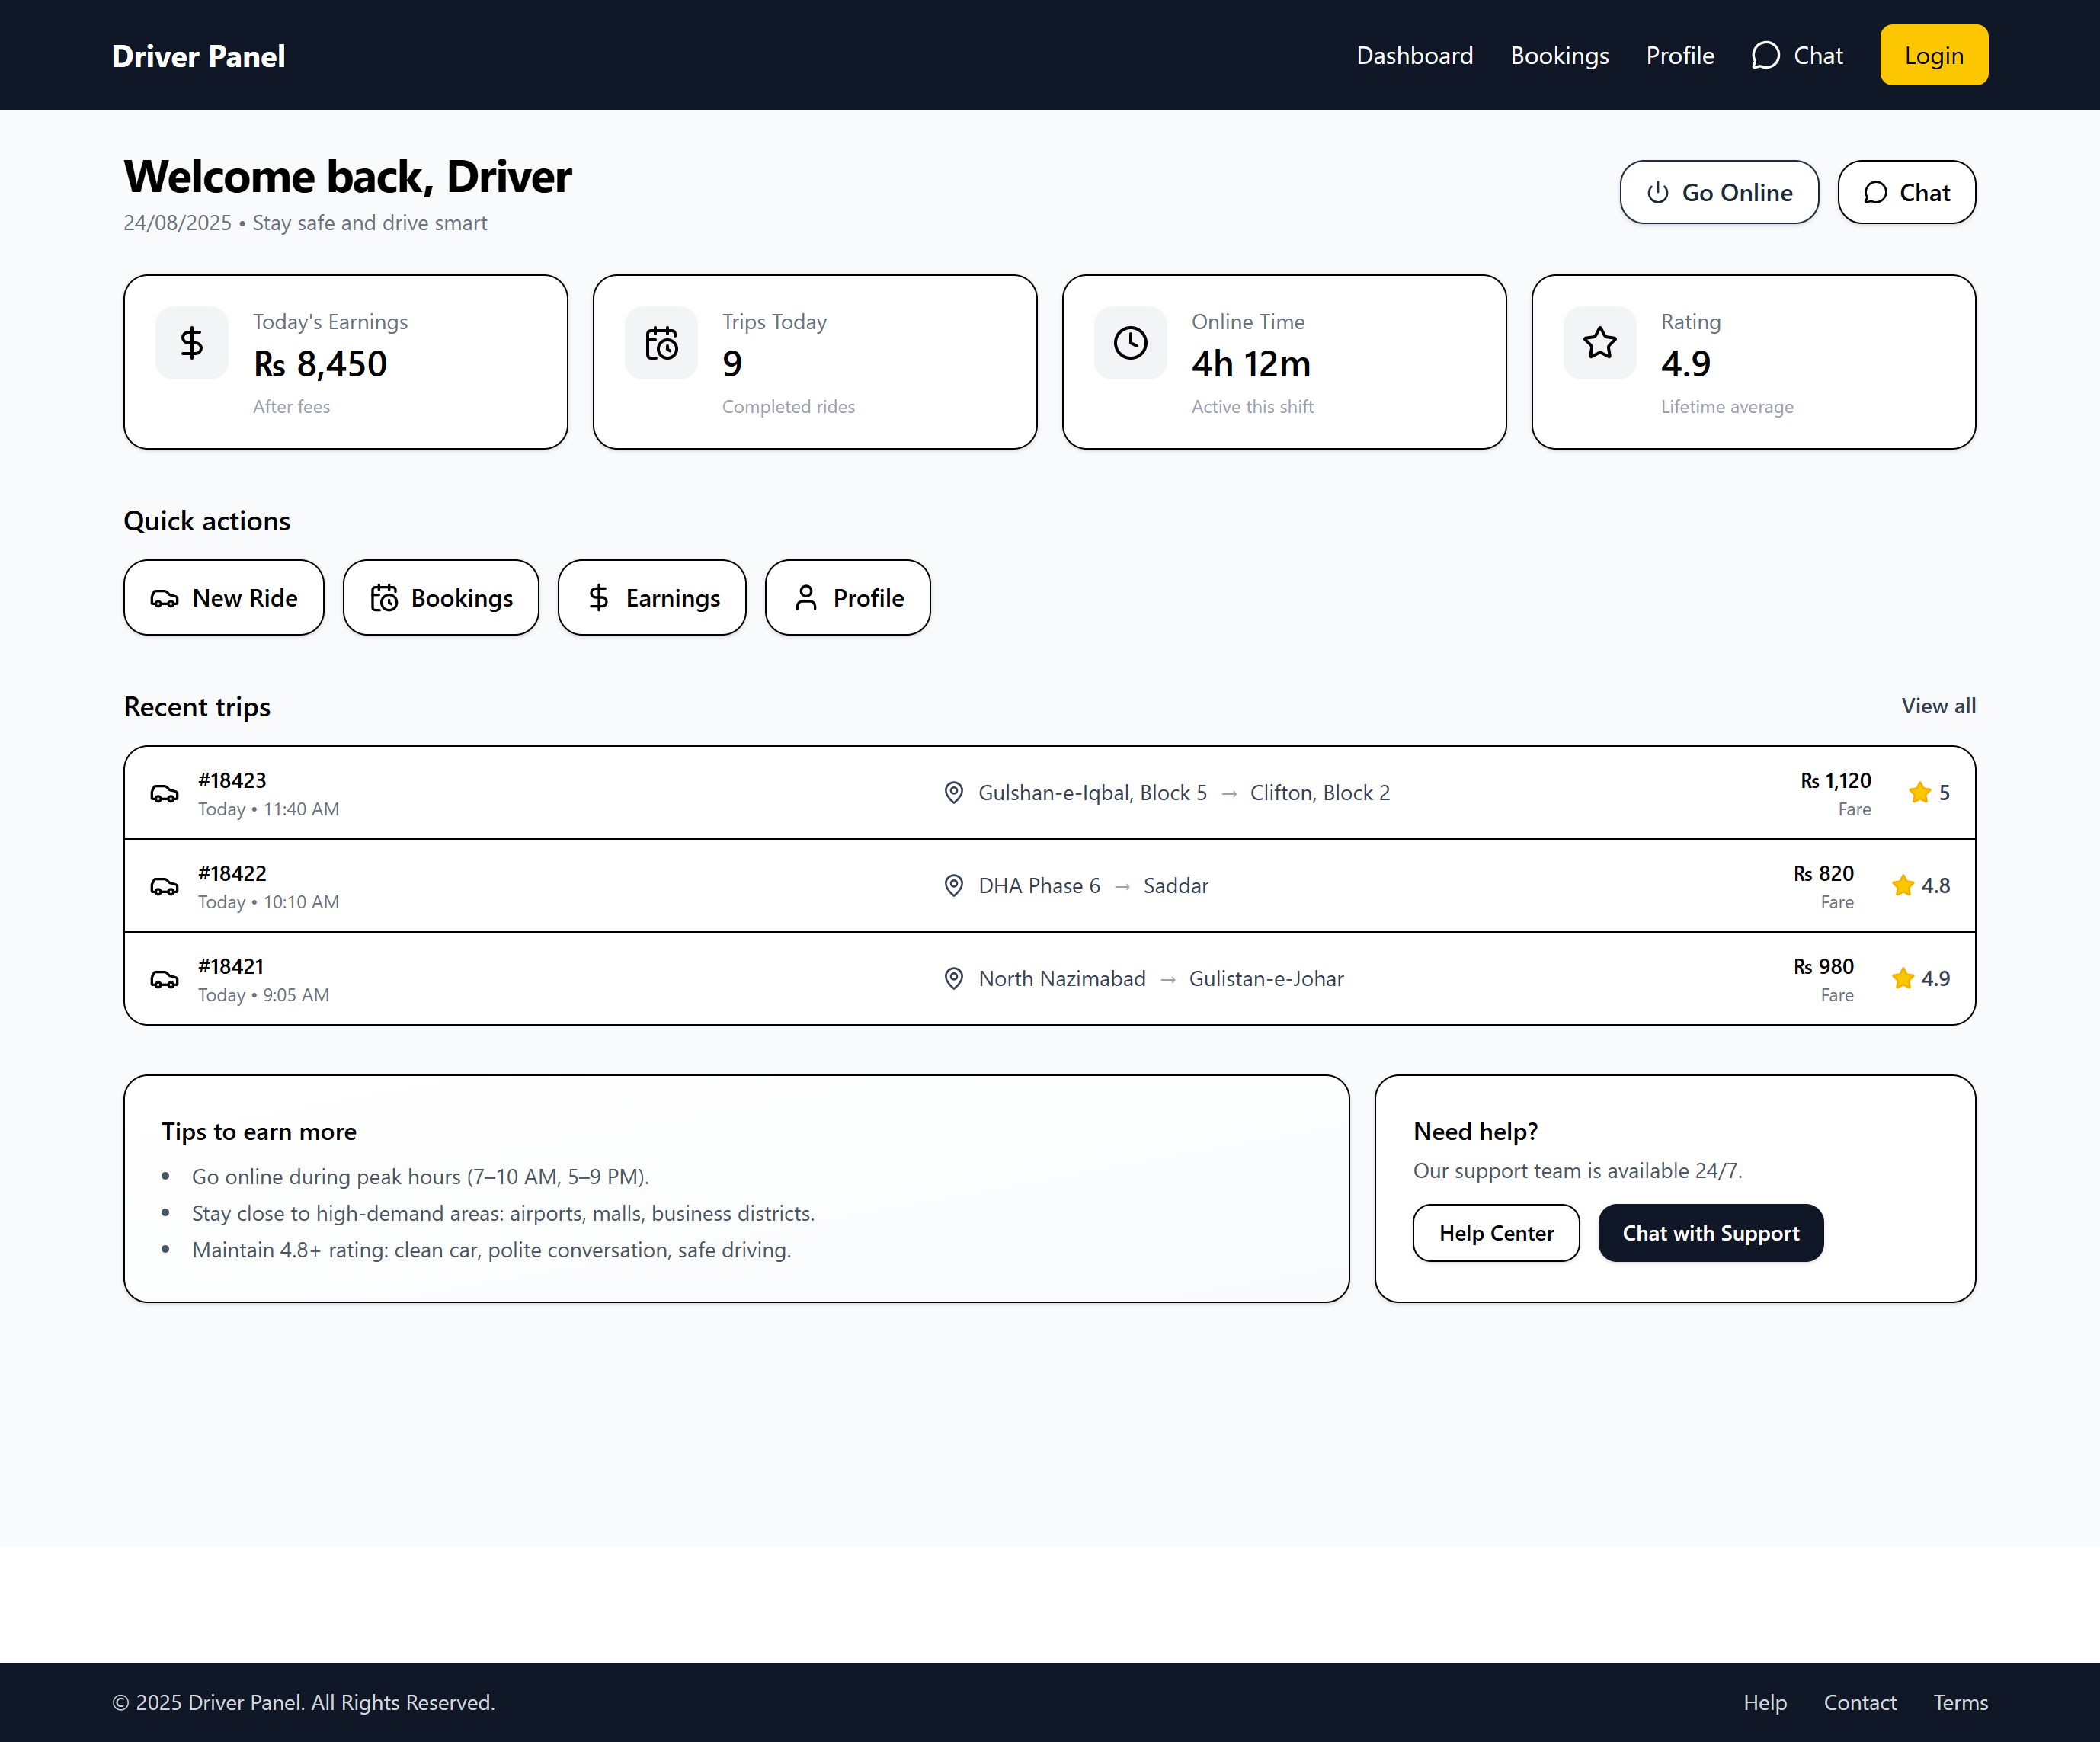 Driver Panel
Dashboard Bookings Profile Chat Login
Welcome back, Driver
24/08/2025 • Stay safe and drive smart
Go Online Chat
Today's Earnings
₨ 8,450
After fees
Trips Today
9
Completed rides
Online Time
4h 12m
Active this shift
Rating
4.9
Lifetime average
Quick actions
New Ride Bookings Earnings Profile
Recent trips View all
#18423
Today • 11:40 AM
Gulshan-e-Iqbal, Block 5 → Clifton, Block 2
₨ 1,120
Fare
5
#18422
Today • 10:10 AM
DHA Phase 6 → Saddar
₨ 820
Fare
4.8
#18421
Today • 9:05 AM
North Nazimabad → Gulistan-e-Johar
₨ 980
Fare
4.9
Tips to earn more
• Go online during peak hours (7–10 AM, 5–9 PM).
• Stay close to high-demand areas: airports, malls, business districts.
• Maintain 4.8+ rating: clean car, polite conversation, safe driving.
Need help?
Our support team is available 24/7.
Help Center Chat with Support
© 2025 Driver Panel. All Rights Reserved.
Help Contact Terms